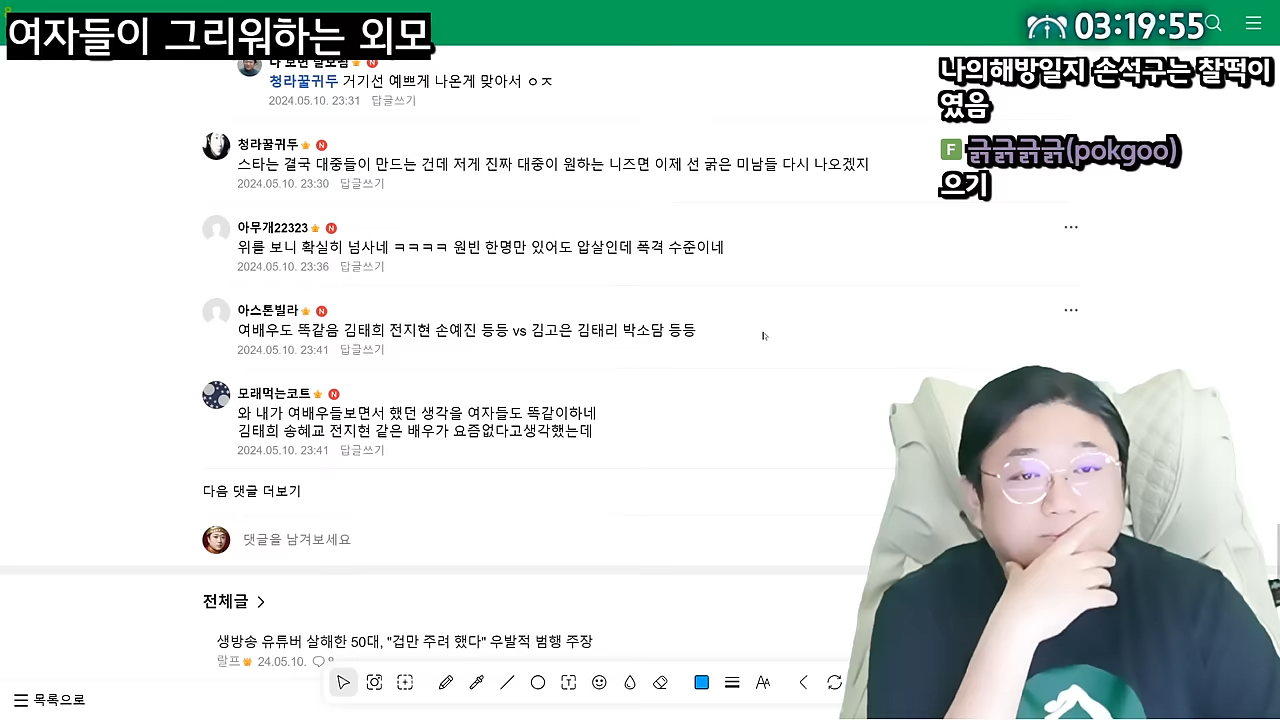 여자들이 그리워하는 외모
03:19:55
나 보면 달로텀
청라꿀귀두 거기선 예쁘게 나온게 맞아서 ㅇㅈ
2024.05.10. 23:31 답글쓰기
청라꿀귀두
스타는 결국 대중들이 만드는 건데 저게 진짜 대중이 원하는 니즈면 이제 선 굵은 미남들 다시 나오겠지
2024.05.10. 23:30 답글쓰기
아무개22323
위를 보니 확실히 넘사네 ㅋㅋㅋㅋ 원빈 한명만 있어도 압살인데 폭격 수준이네
2024.05.10. 23:36 답글쓰기
아스톤빌라
여배우도 똑같음 김태희 전지현 손예진 등등 vs 김고은 김태리 박소담 등등
2024.05.10. 23:41 답글쓰기
모래먹는코트
와 내가 여배우들보면서 했던 생각을 여자들도 똑같이하네
김태희 송혜교 전지현 같은 배우가 요즘없다고생각했는데
2024.05.10. 23:41 답글쓰기
다음 댓글 더보기
댓글을 남겨보세요
전체글
생방송 유튜버 살해한 50대, "겁만 주려 했다" 우발적 범행 주장
랄프 24.05.10.
목록으로
나의해방일지 손석구는 찰떡이
였음
F 긁긁긁긁(pokgoo)
으기